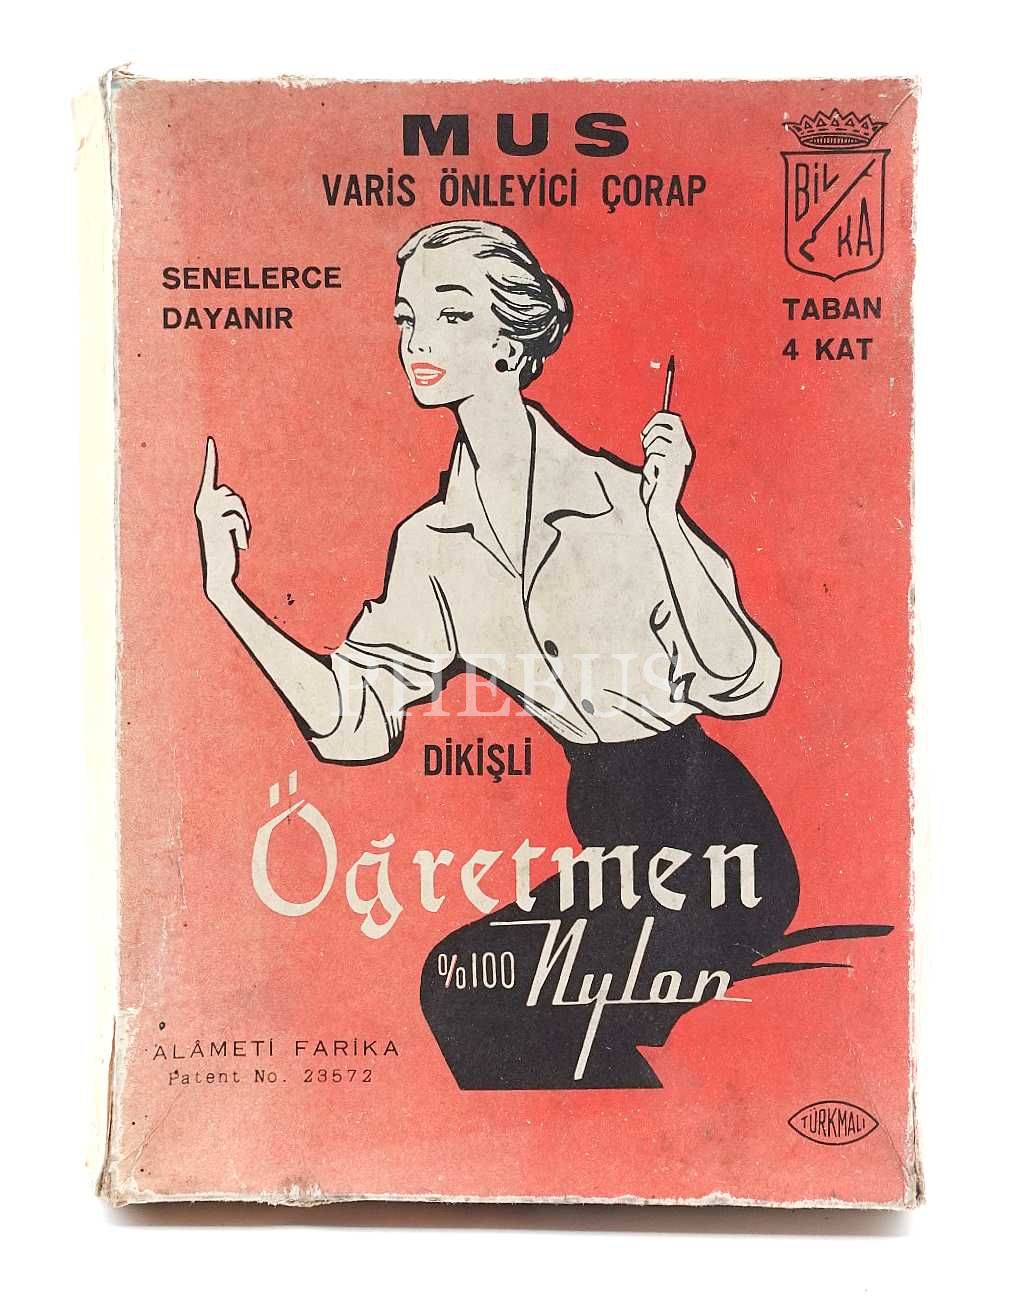 MUS
VARİS ÖNLEYİCİ ÇORAP
BİL
KA
SENELERCE
DAYANIR
TABAN
4 KAT
PHEBUS
DİKİŞLİ
Öğretmen
%100 Nylon
ALÂMETİ FARİKA
Patent No. 23572
TÜRKMALI